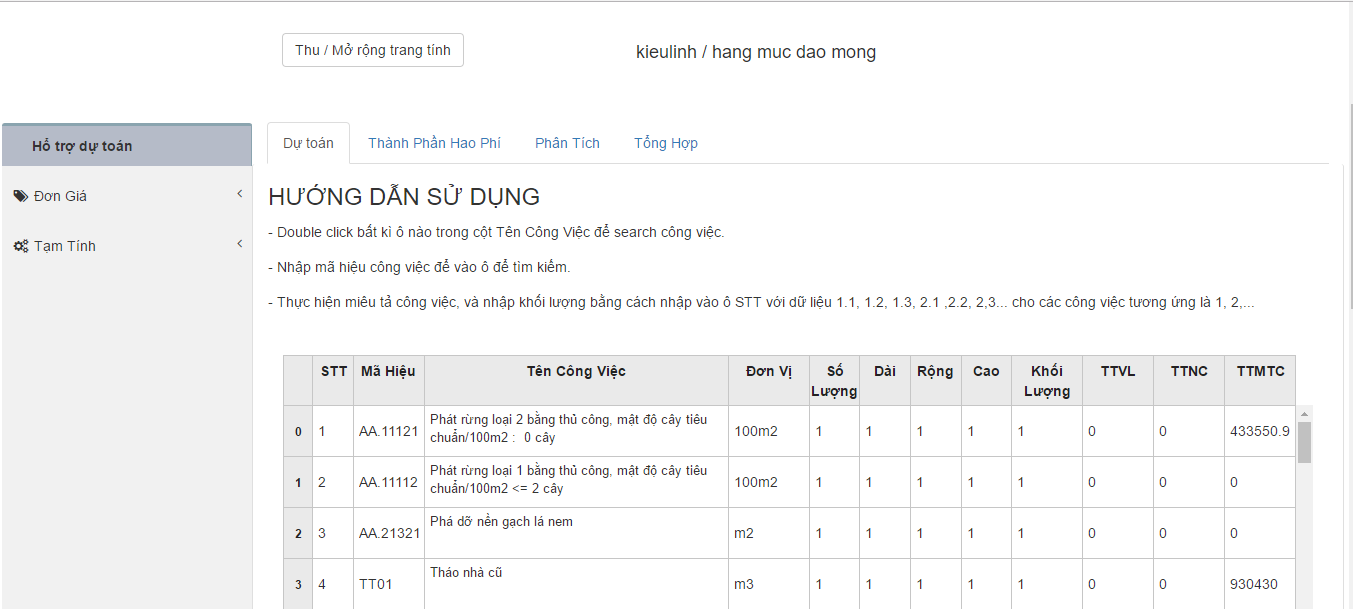 Thu / Mở rộng trang tính
kieulinh / hang muc dao mong
Hổ trợ dự toán
Đơn Giá
Tạm Tính
Dự toán Thành Phần Hao Phí Phân Tích Tổng Hợp
HƯỚNG DẪN SỬ DỤNG
- Double click bất kì ô nào trong cột Tên Công Việc để search công việc.
- Nhập mã hiệu công việc để vào ô để tìm kiếm.
- Thực hiện miêu tả công việc, và nhập khối lượng bằng cách nhập vào ô STT với dữ liệu 1.1, 1.2, 1.3, 2.1 ,2.2, 2,3... cho các công việc tương ứng là 1, 2,...
STT Mã Hiệu Tên Công Việc Đơn Vị Số Lượng Dài Rộng Cao Khối Lượng TTVL TTNC TTMTC
0 1 AA.11121 Phát rừng loại 2 bằng thủ công, mật độ cây tiêu chuẩn/100m2 : 0 cây 100m2 1 1 1 1 1 0 0 433550.9
1 2 AA.11112 Phát rừng loại 1 bằng thủ công, mật độ cây tiêu chuẩn/100m2 <= 2 cây 100m2 1 1 1 1 1 0 0 0
2 3 AA.21321 Phá dỡ nền gạch lá nem m2 1 1 1 1 1 0 0 0
3 4 TT01 Tháo nhà cũ m3 1 1 1 1 1 0 0 930430